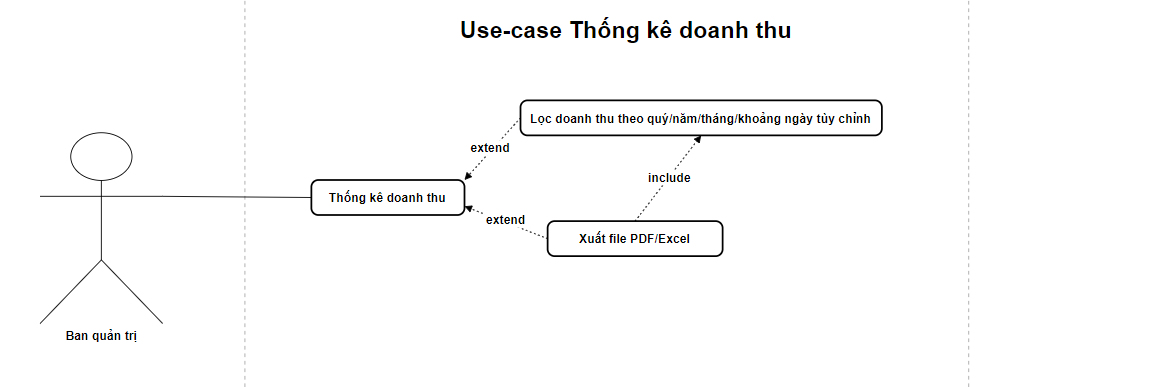 Use-case Thống kê doanh thu
Lọc doanh thu theo quý/năm/tháng/khoảng ngày tùy chỉnh
extend
include
Thống kê doanh thu
extend
Xuất file PDF/Excel
Ban quản trị